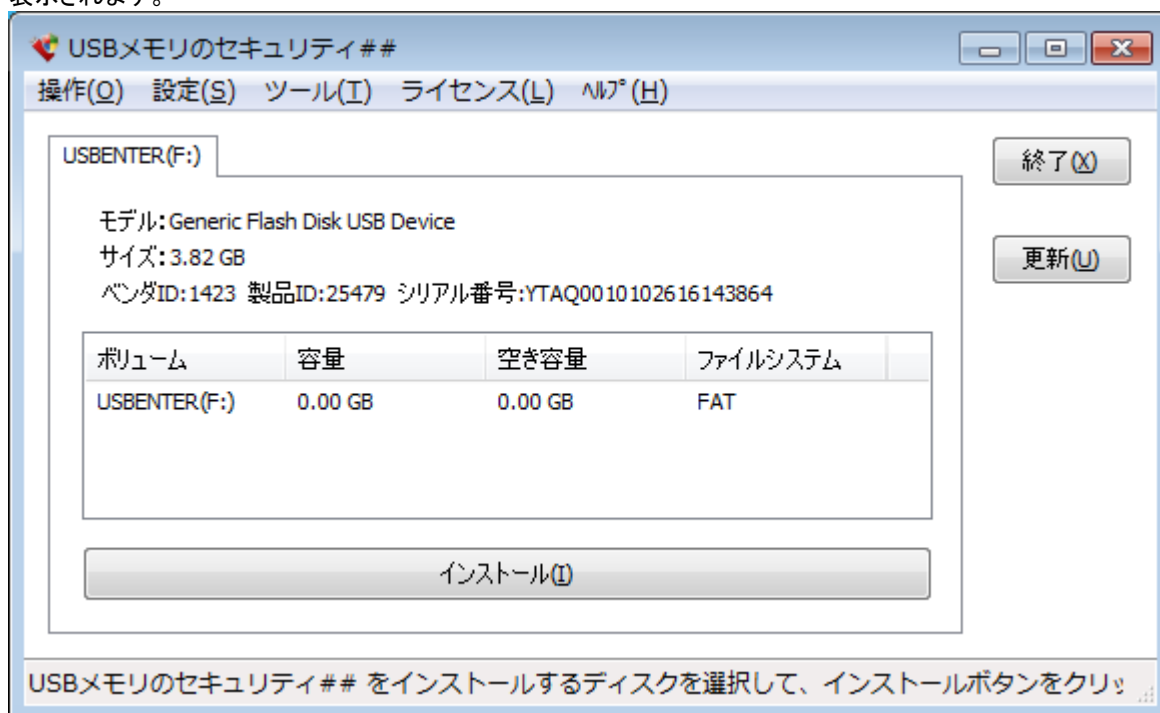 表示されます。
USBメモリのセキュリティ##
操作(O) 設定(S) ツール(T) ライセンス(L) ﾍﾙﾌﾟ(H)
USBENTER(F:)
終了(X)
モデル:Generic Flash Disk USB Device
サイズ:3.82 GB
更新(U)
ベンダID:1423 製品ID:25479 シリアル番号:YTAQ0010102616143864
ボリューム 容量 空き容量 ファイルシステム
USBENTER(F:) 0.00 GB 0.00 GB FAT
インストール(I)
USBメモリのセキュリティ## をインストールするディスクを選択して、インストールボタンをクリッ